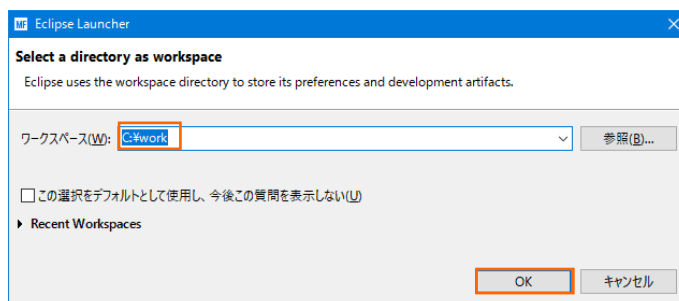 MF Eclipse Launcher
Select a directory as workspace
Eclipse uses the workspace directory to store its preferences and development artifacts.
ワークスペース(W): C:¥work 参照(B)...
この選択をデフォルトとして使用し、今後この質問を表示しない(U)
Recent Workspaces
OK キャンセル